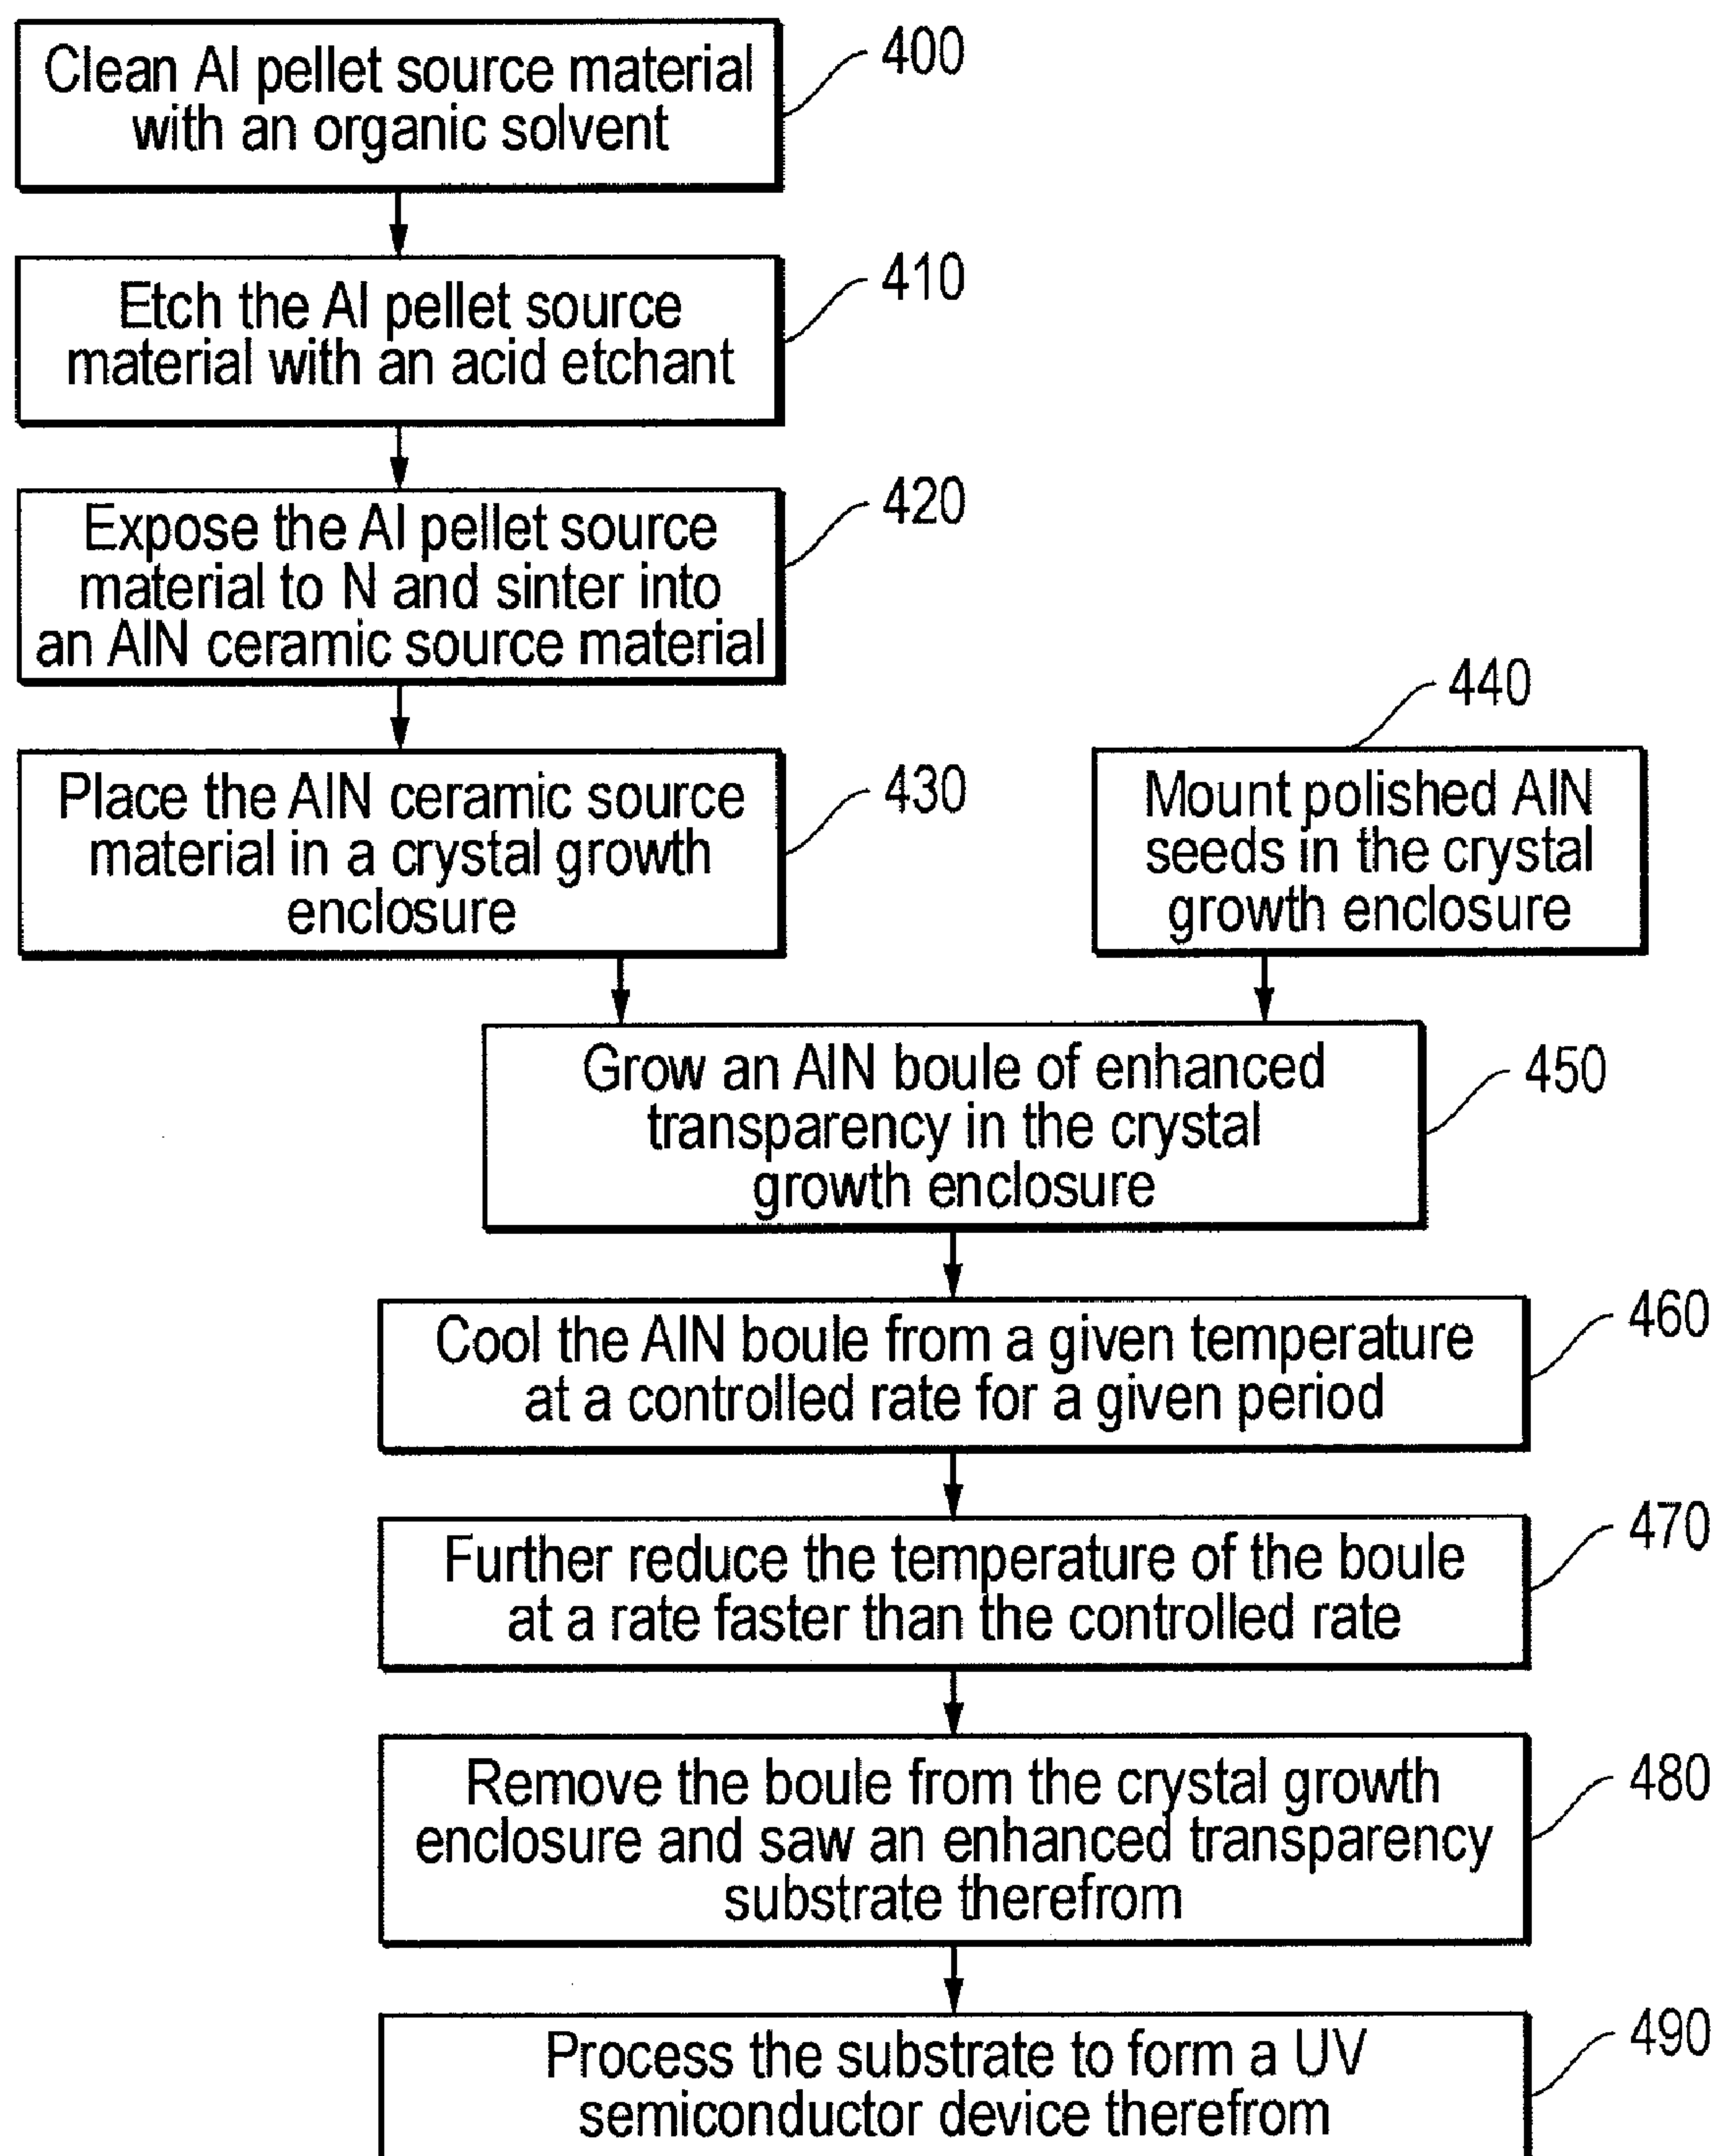 Clean Al pellet source material
with an organic solvent
400
Etch the Al pellet source
material with an acid etchant
410
Expose the Al pellet source
material to N and sinter into
an AlN ceramic source material
420
Place the AlN ceramic source
material in a crystal growth
enclosure
430
440
Mount polished AlN
seeds in the crystal
growth enclosure
Grow an AlN boule of enhanced
transparency in the crystal
growth enclosure
450
Cool the AlN boule from a given temperature
at a controlled rate for a given period
460
Further reduce the temperature of the boule
at a rate faster than the controlled rate
470
Remove the boule from the crystal growth
enclosure and saw an enhanced transparency
substrate therefrom
480
Process the substrate to form a UV
semiconductor device therefrom
490